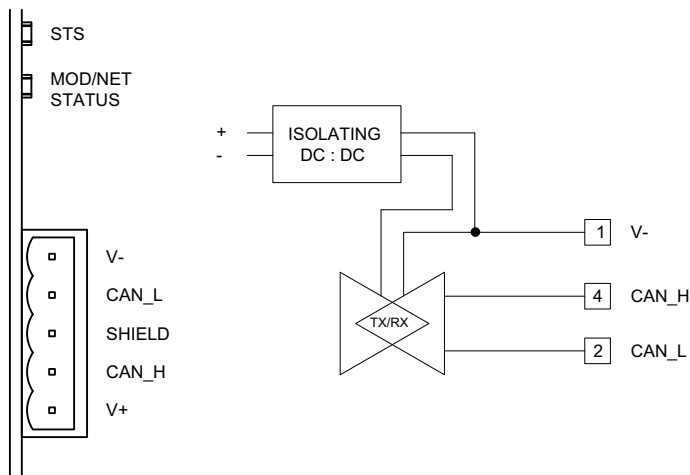 STS
MOD/NET
STATUS
+
-
ISOLATING
DC : DC
V-
CAN_L
SHIELD
CAN_H
V+
1 V-
4 CAN_H
2 CAN_L
TX/RX